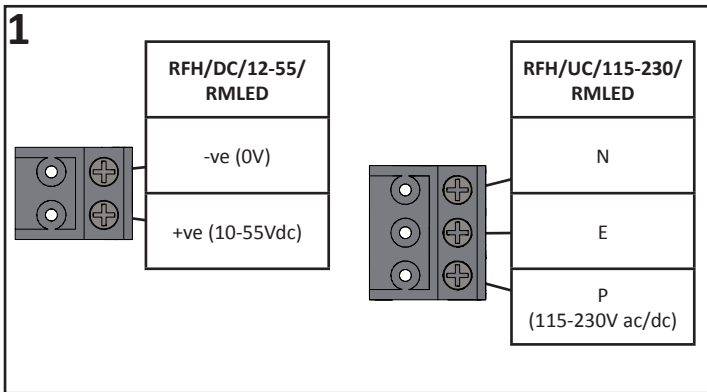 1
RFH/DC/12-55/
RMLED
-ve (0V)
+ve (10-55Vdc)
RFH/UC/115-230/
RMLED
N
E
P
(115-230V ac/dc)